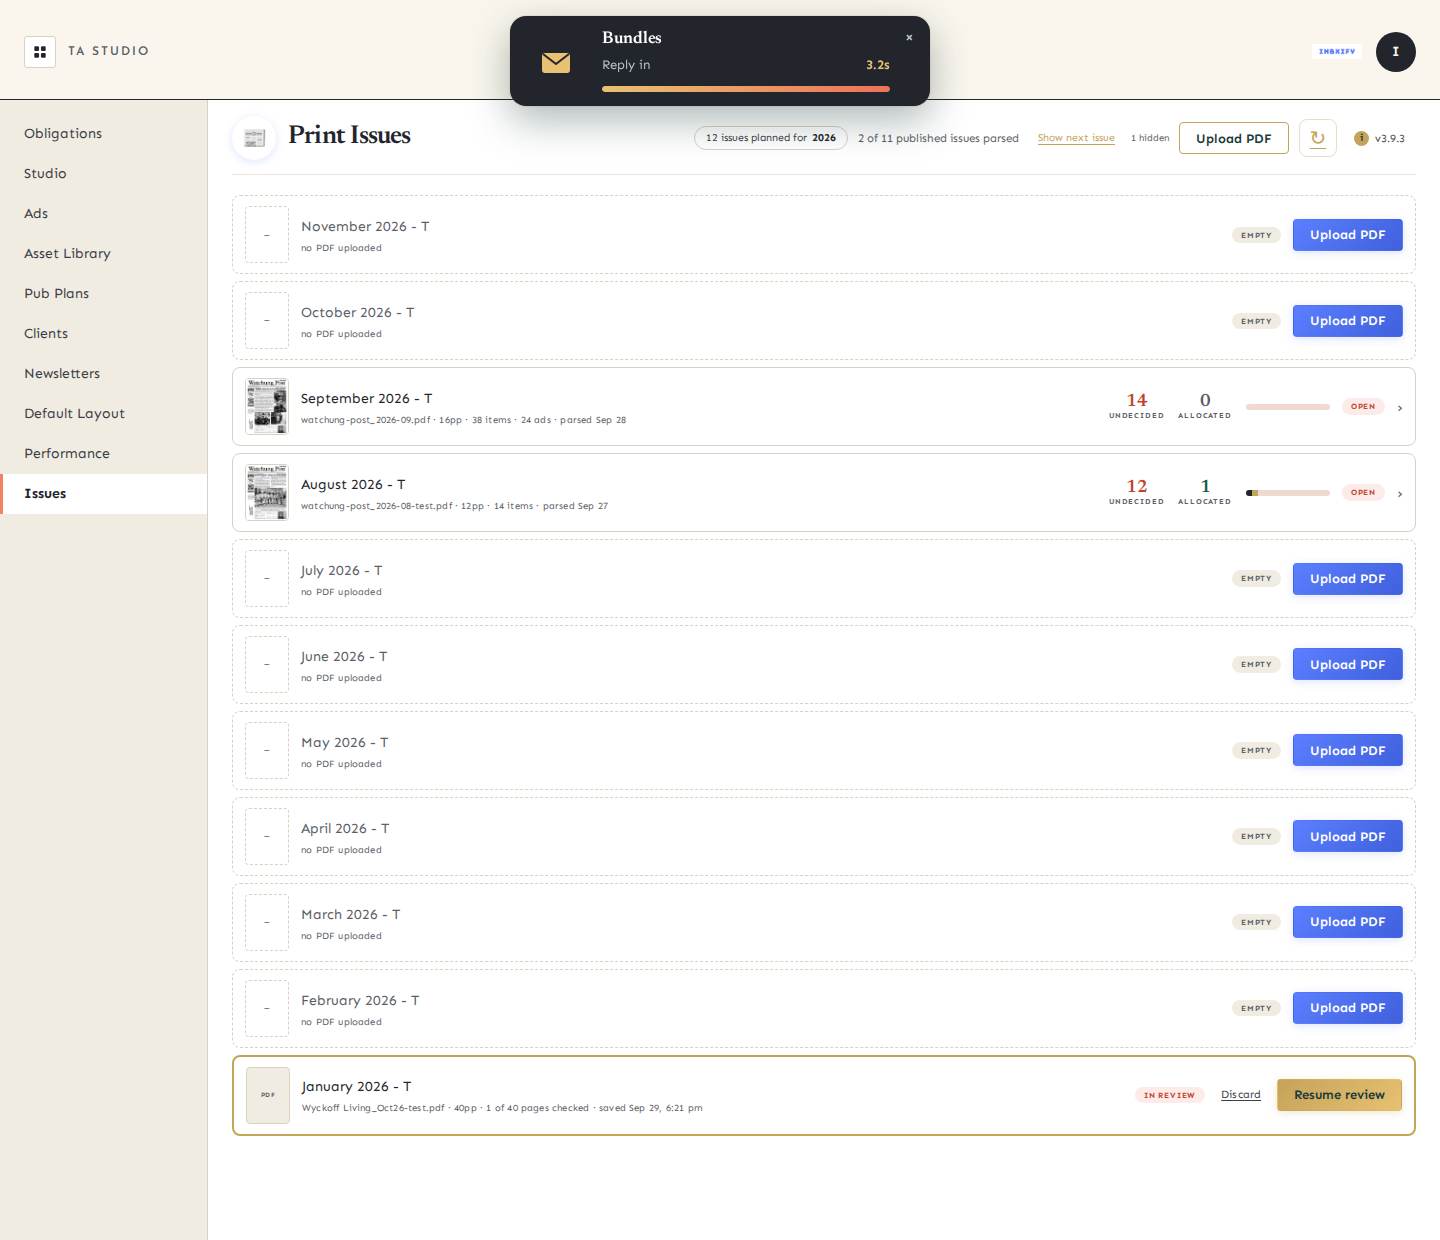 TA STUDIO
Bundles
×
Reply in
3.2s
INBXIFY
I
Obligations
Studio
Ads
Asset Library
Pub Plans
Clients
Newsletters
Default Layout
Performance
Issues
Print Issues
12 issues planned for 2026
2 of 11 published issues parsed
Show next issue
1 hidden
Upload PDF
↻
i
v3.9.3
–
November 2026 - T
no PDF uploaded
EMPTY
Upload PDF
–
October 2026 - T
no PDF uploaded
EMPTY
Upload PDF
Watchung Post
September 2026 - T
watchung-post_2026-09.pdf · 16pp · 38 items · 24 ads · parsed Sep 28
14
UNDECIDED
0
ALLOCATED
OPEN
›
Watchung Post
August 2026 - T
watchung-post_2026-08-test.pdf · 12pp · 14 items · parsed Sep 27
12
UNDECIDED
1
ALLOCATED
OPEN
›
–
July 2026 - T
no PDF uploaded
EMPTY
Upload PDF
–
June 2026 - T
no PDF uploaded
EMPTY
Upload PDF
–
May 2026 - T
no PDF uploaded
EMPTY
Upload PDF
–
April 2026 - T
no PDF uploaded
EMPTY
Upload PDF
–
March 2026 - T
no PDF uploaded
EMPTY
Upload PDF
–
February 2026 - T
no PDF uploaded
EMPTY
Upload PDF
PDF
January 2026 - T
Wyckoff Living_Oct26-test.pdf · 40pp · 1 of 40 pages checked · saved Sep 29, 6:21 pm
IN REVIEW
Discard
Resume review